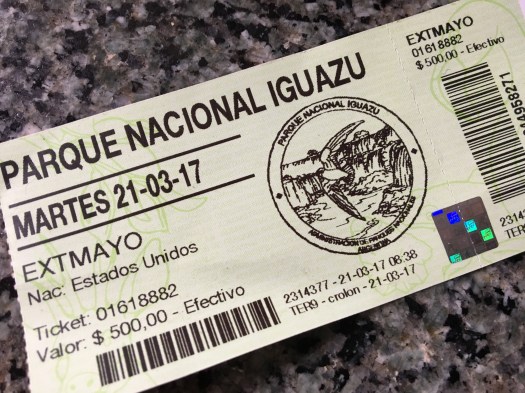 PARQUE NACIONAL IGUAZU
MARTES 21-03-17
EXTMAYO
Nac: Estados Unidos
Ticket: 01618882
Valor: $ 500,00 - Efectivo
PARQUE NACIONAL IGUAZU
ADMINISTRACION DE PARQUES NACIONALES
ARGENTINA
2314377 - 21-03-17 08:38
TER9 - crolon - 21-03-17
EXTMAYO
01618882
$ 500,00 - Efectivo
2314
TER9